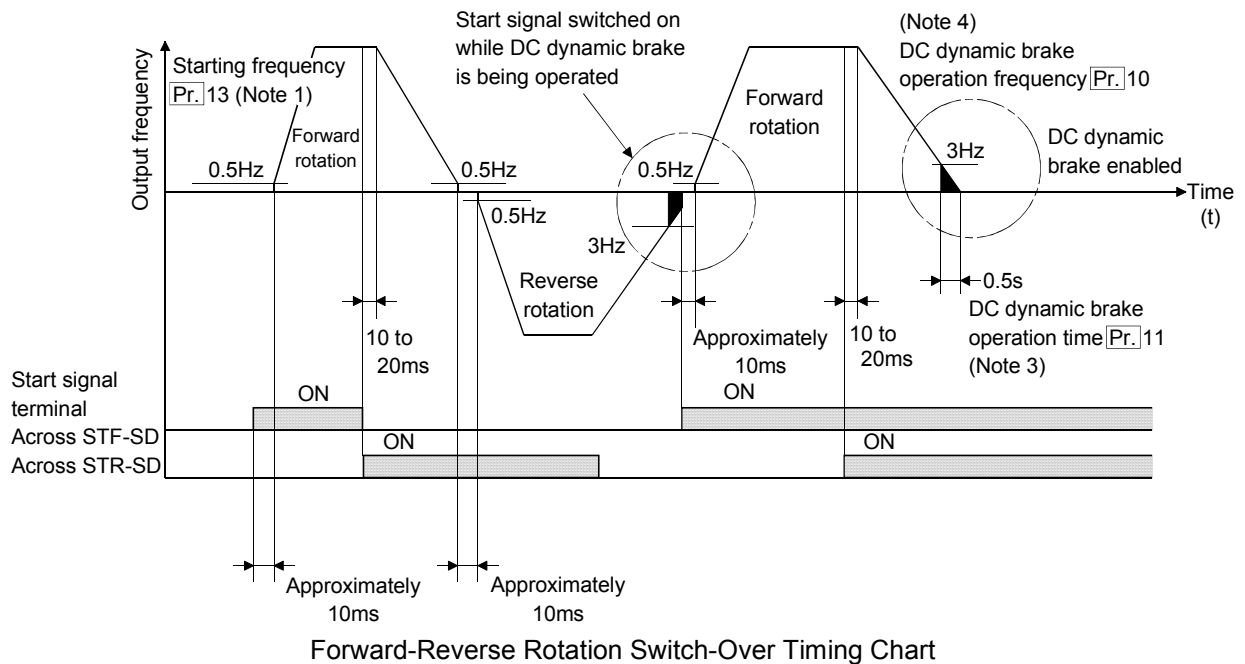 Start signal switched on
while DC dynamic brake
is being operated
(Note 4)
DC dynamic brake
operation frequency Pr. 10
Output frequency
Starting frequency
Pr. 13 (Note 1)
Forward
rotation
0.5Hz
0.5Hz
0.5Hz
Reverse
rotation
3Hz
0.5Hz
Forward
rotation
3Hz
DC dynamic
brake enabled
Time
(t)
10 to
20ms
Approximately
10ms
10 to
20ms
0.5s
DC dynamic brake
operation time Pr. 11
(Note 3)
Start signal
terminal
Across STF-SD
Across STR-SD
ON
ON
ON
ON
Approximately
10ms
Approximately
10ms
Forward-Reverse Rotation Switch-Over Timing Chart